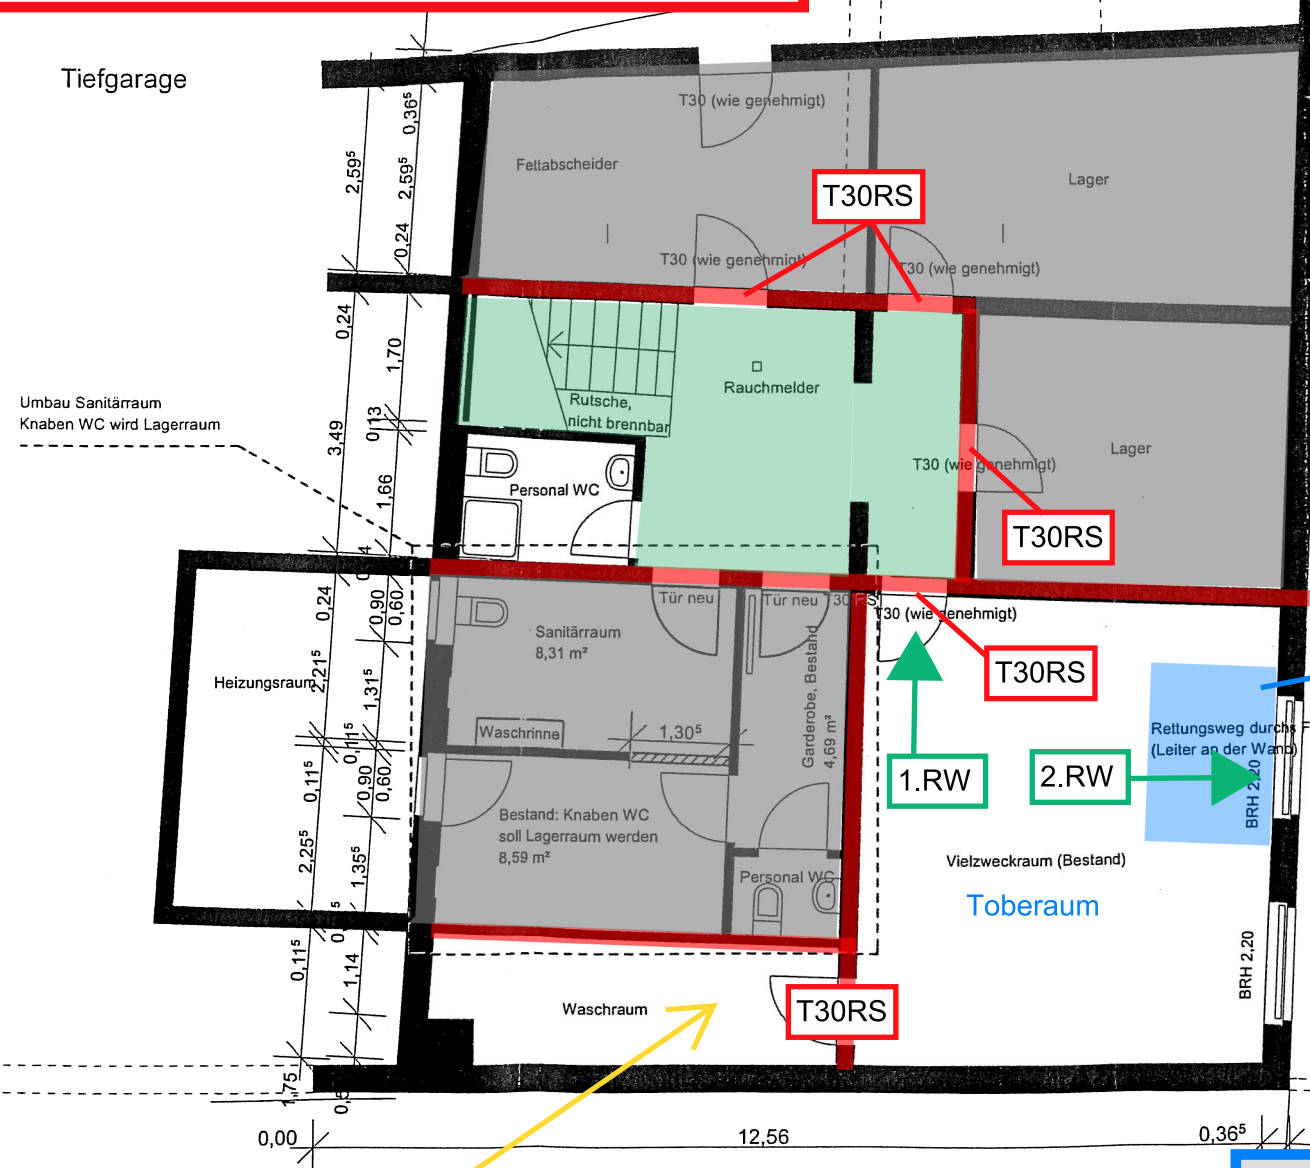 Tiefgarage
T30 (wie genehmigt)
Fettabscheider
Lager
T30RS
T30 (wie genehmigt)
T30 (wie genehmigt)
0,36⁵
2,59⁵
2,59⁵
0,24
0,24
1,70
3,49
0,13
1,66
Umbau Sanitärraum
Knaben WC wird Lagerraum
Rauchmelder
Rutsche,
nicht brennbar
T30 (wie genehmigt)
Lager
Personal WC
T30RS
Tür neu
Tür neu T30 RS
T30 (wie genehmigt)
Sanitärraum
8,31 m²
T30RS
0,24
0,90
0,60
2,21⁵
1,31⁵
Heizungsraum
Waschrinne
1,30⁵
Garderobe, Bestand
4,69 m²
Rettungsweg durchs F
(Leiter an der Wand)
BRH 2,20
1.RW
2.RW
0,11⁵
0,11⁵
0,90
0,60
Bestand: Knaben WC
soll Lagerraum werden
8,59 m²
2,25⁵
1,35⁵
Vielzweckraum (Bestand)
Personal WC
Toberaum
0,11⁵
1,14
BRH 2,20
Waschraum
T30RS
0,00
12,56
0,36⁵